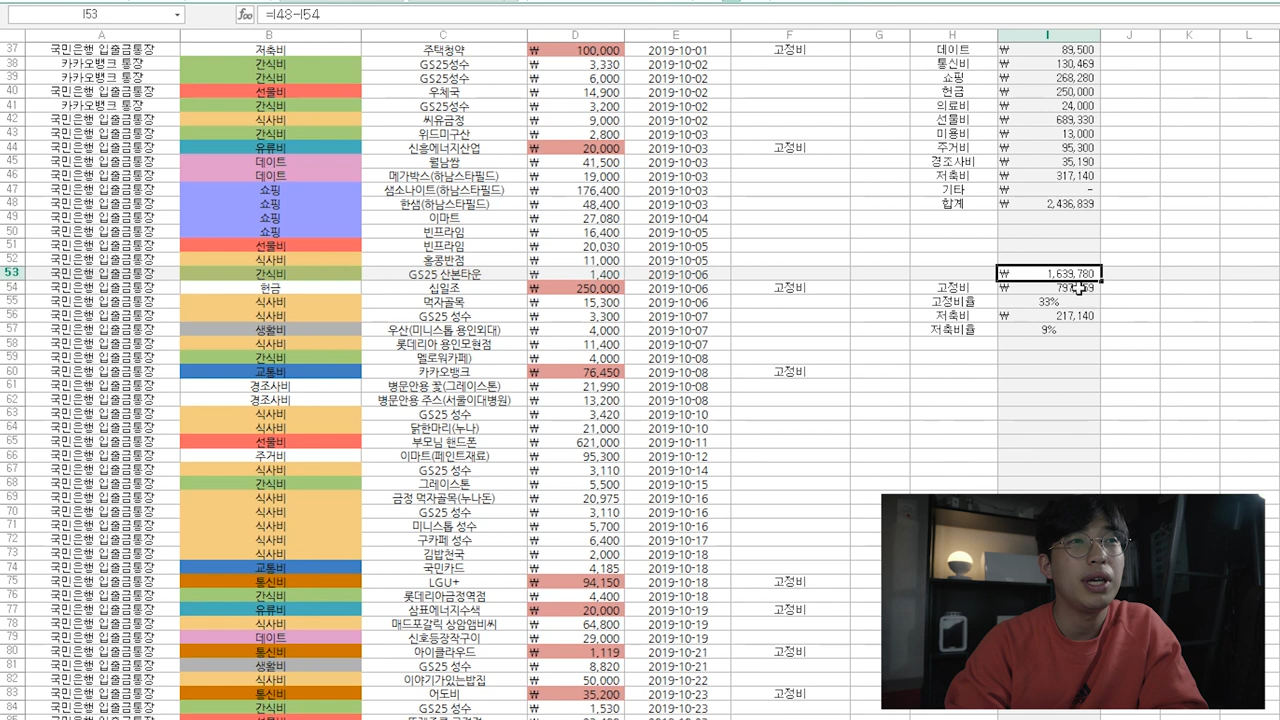 I53 =I48-I54
A B C D E F G H I J K L
37 국민은행 입출금통장 저축비 주택청약 ₩ 100,000 2019-10-01 고정비 데이트 ₩ 89,500
38 카카오뱅크 통장 간식비 GS25성수 ₩ 3,330 2019-10-02 통신비 ₩ 130,469
39 카카오뱅크 통장 간식비 GS25성수 ₩ 6,000 2019-10-02 쇼핑 ₩ 268,280
40 국민은행 입출금통장 선물비 우체국 ₩ 14,900 2019-10-02 현금 ₩ 250,000
41 카카오뱅크 통장 간식비 GS25성수 ₩ 3,200 2019-10-02 의료비 ₩ 24,000
42 국민은행 입출금통장 식사비 씨유금정 ₩ 9,000 2019-10-02 선물비 ₩ 689,330
43 국민은행 입출금통장 간식비 위드미구산 ₩ 2,800 2019-10-02 미용비 ₩ 13,000
44 국민은행 입출금통장 유류비 신흥에너지산업 ₩ 20,000 2019-10-03 고정비 주거비 ₩ 95,300
45 국민은행 입출금통장 데이트 월남쌈 ₩ 41,500 2019-10-03 경조사비 ₩ 35,190
46 국민은행 입출금통장 데이트 메가박스(하남스타필드) ₩ 19,000 2019-10-03 저축비 ₩ 317,140
47 국민은행 입출금통장 쇼핑 샘소나이트(하남스타필드) ₩ 176,400 2019-10-03 기타 ₩ -
48 국민은행 입출금통장 쇼핑 한샘(하남스타필드) ₩ 48,400 2019-10-03 합계 ₩ 2,436,839
49 국민은행 입출금통장 쇼핑 이마트 ₩ 27,080 2019-10-04
50 국민은행 입출금통장 쇼핑 빈프라임 ₩ 16,400 2019-10-05
51 국민은행 입출금통장 선물비 빈프라임 ₩ 20,030 2019-10-05
52 국민은행 입출금통장 식사비 홍콩반점 ₩ 11,000 2019-10-05
53 국민은행 입출금통장 간식비 GS25 산본타운 ₩ 1,400 2019-10-06 ₩ 1,639,780
54 국민은행 입출금통장 현금 십일조 ₩ 250,000 2019-10-06 고정비 고정비 ₩
55 국민은행 입출금통장 식사비 먹자골목 ₩ 15,300 2019-10-06 고정비율 33%
56 국민은행 입출금통장 식사비 GS25 성수 ₩ 3,300 2019-10-07 저축비 ₩ 217,140
57 국민은행 입출금통장 생활비 우산(미니스톱 용인외대) ₩ 4,000 2019-10-07 저축비율 9%
58 국민은행 입출금통장 식사비 롯데리아 용인모현점 ₩ 11,400 2019-10-07
59 국민은행 입출금통장 간식비 멜로워카페) ₩ 4,000 2019-10-08
60 국민은행 입출금통장 교통비 카카오뱅크 ₩ 76,450 2019-10-08 고정비
61 국민은행 입출금통장 경조사비 병문안용 꽃(그레이스톤) ₩ 21,990 2019-10-08
62 국민은행 입출금통장 경조사비 병문안용 주스(서울이대병원) ₩ 13,200 2019-10-08
63 국민은행 입출금통장 식사비 GS25 성수 ₩ 3,420 2019-10-10
64 국민은행 입출금통장 식사비 닭한마리(누나) ₩ 21,000 2019-10-10
65 국민은행 입출금통장 선물비 부모님 핸드폰 ₩ 621,000 2019-10-11
66 국민은행 입출금통장 주거비 이마트(페인트재료) ₩ 95,300 2019-10-12
67 국민은행 입출금통장 식사비 GS25 성수 ₩ 3,110 2019-10-14
68 국민은행 입출금통장 간식비 그레이스톤 ₩ 5,500 2019-10-15
69 국민은행 입출금통장 식사비 금정 먹자골목(누나돈) ₩ 20,975 2019-10-16
70 국민은행 입출금통장 식사비 GS25 성수 ₩ 3,110 2019-10-16
71 국민은행 입출금통장 식사비 미니스톱 성수 ₩ 5,700 2019-10-16
72 국민은행 입출금통장 식사비 구카페 성수 ₩ 6,400 2019-10-17
73 국민은행 입출금통장 식사비 김밥천국 ₩ 2,000 2019-10-18
74 국민은행 입출금통장 교통비 국민카드 ₩ 4,185 2019-10-18
75 국민은행 입출금통장 통신비 LGU+ ₩ 94,150 2019-10-18 고정비
76 국민은행 입출금통장 간식비 롯데리아금정역점 ₩ 4,400 2019-10-18
77 국민은행 입출금통장 유류비 삼표에너지수색 ₩ 20,000 2019-10-19 고정비
78 국민은행 입출금통장 식사비 매드포갈릭 상암앰비씨 ₩ 64,800 2019-10-19
79 국민은행 입출금통장 데이트 신호등장작구이 ₩ 29,000 2019-10-19
80 국민은행 입출금통장 통신비 아이클라우드 ₩ 1,119 2019-10-21 고정비
81 국민은행 입출금통장 생활비 GS25 성수 ₩ 8,820 2019-10-21
82 국민은행 입출금통장 식사비 이야기가있는밥집 ₩ 50,000 2019-10-22
83 국민은행 입출금통장 통신비 어도비 ₩ 35,200 2019-10-23 고정비
84 국민은행 입출금통장 간식비 GS25 성수 ₩ 1,530 2019-10-23